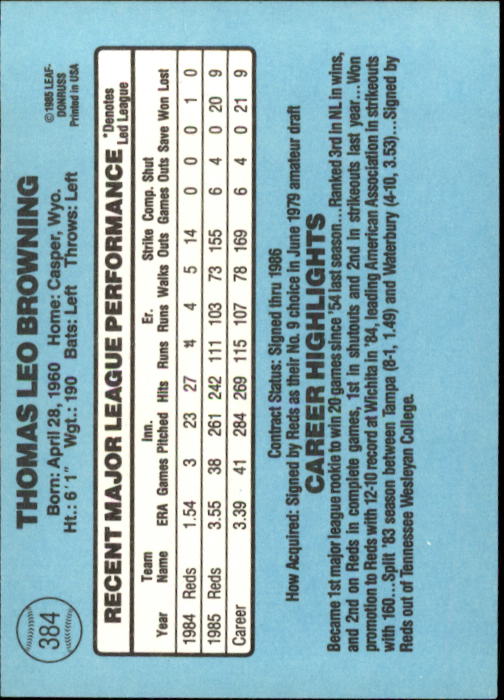 384
THOMAS LEO BROWNING
Born: April 28, 1960 Home: Casper, Wyo.
Ht.: 6'1" Wgt.: 190 Bats: Left Throws: Left
©1985 LEAF-
DONRUSS
Printed in USA
RECENT MAJOR LEAGUE PERFORMANCE *Denotes
Led League
Team Inn. Er. Strike Comp. Shut
Year Name ERA Games Pitched Hits Runs Runs Walks Outs Games Outs Save Won Lost
1984 Reds 1.54 3 23 27 4 4 5 14 0 0 0 1 0
1985 Reds 3.55 38 261 242 111 103 73 155 6 4 0 20 9
Career 3.39 41 284 269 115 107 78 169 6 4 0 21 9
Contract Status: Signed thru 1986
How Acquired: Signed by Reds as their No. 9 choice in June 1979 amateur draft
CAREER HIGHLIGHTS
Became 1st major league rookie to win 20 games since '54 last season...Ranked 3rd in NL in wins,
and 2nd on Reds in complete games, 1st in shutouts and 2nd in strikeouts last year...Won
promotion to Reds with 12-10 record at Wichita in '84, leading American Association in strikeouts
with 160...Split '83 season between Tampa (8-1, 1.49) and Waterbury (4-10, 3.53)...Signed by
Reds out of Tennessee Wesleyan College.